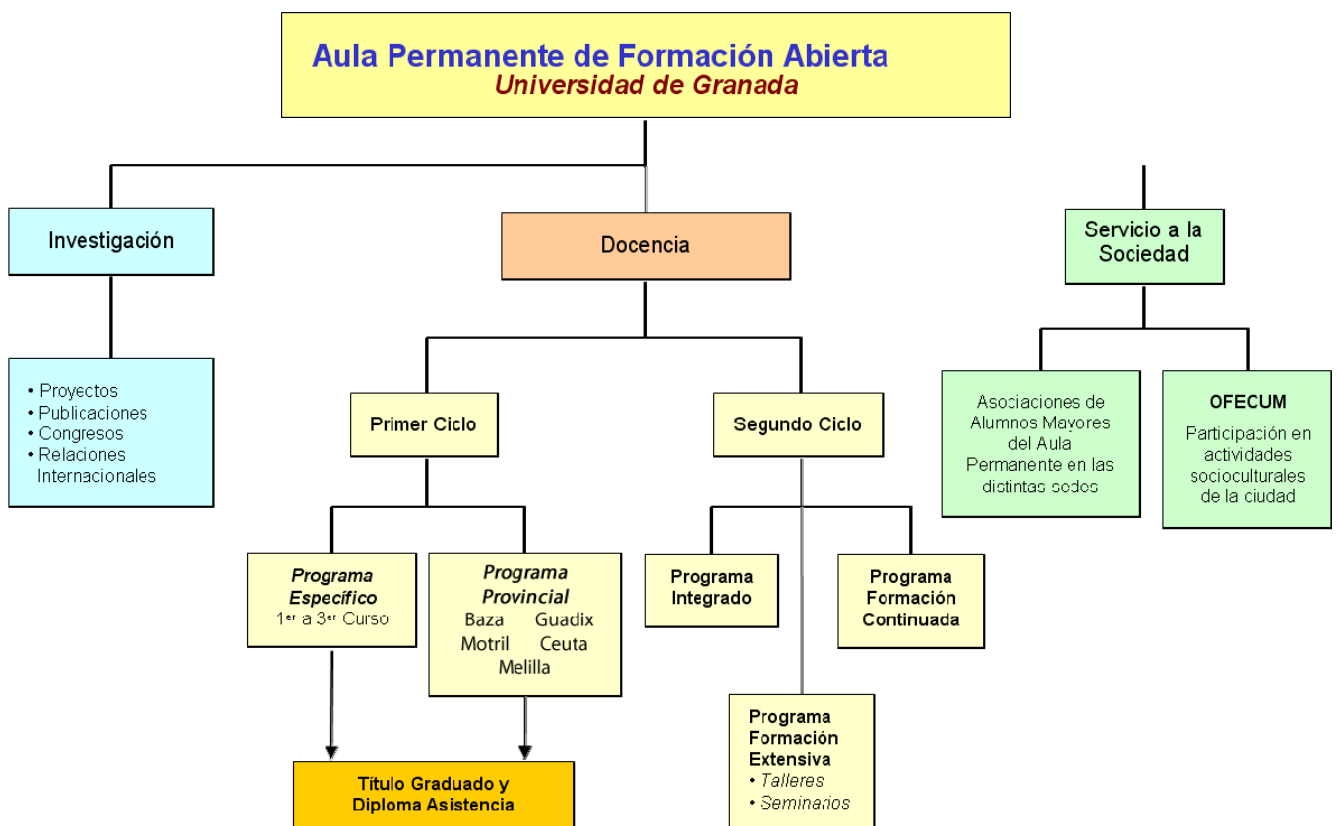 Aula Permanente de Formación Abierta
Universidad de Granada
Investigación
Docencia
Servicio a la
Sociedad
• Proyectos
• Publicaciones
• Congresos
• Relaciones
Internacionales
Primer Ciclo
Segundo Ciclo
Asociaciones de
Alumnos Mayores
del Aula
Permanente en las
distintas sedes
OFECUM
Participación en
actividades
socioculturales
de la ciudad
Programa
Específico
1er a 3er Curso
Programa
Provincial
Baza Guadix
Motril Ceuta
Melilla
Programa
Integrado
Programa
Formación
Continuada
Programa
Formación
Extensiva
• Talleres
• Seminarios
Título Graduado y
Diploma Asistencia